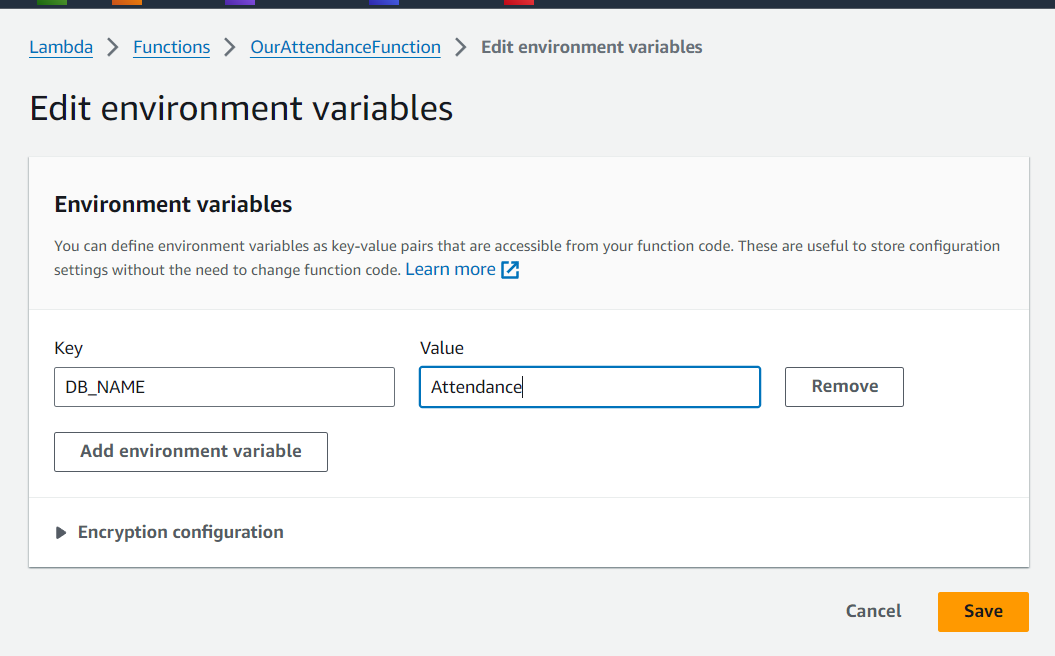 Lambda > Functions > OurAttendanceFunction > Edit environment variables
Edit environment variables
Environment variables
You can define environment variables as key-value pairs that are accessible from your function code. These are useful to store configuration
settings without the need to change function code. Learn more
Key Value
DB_NAME Attendance Remove
Add environment variable
Encryption configuration
Cancel Save